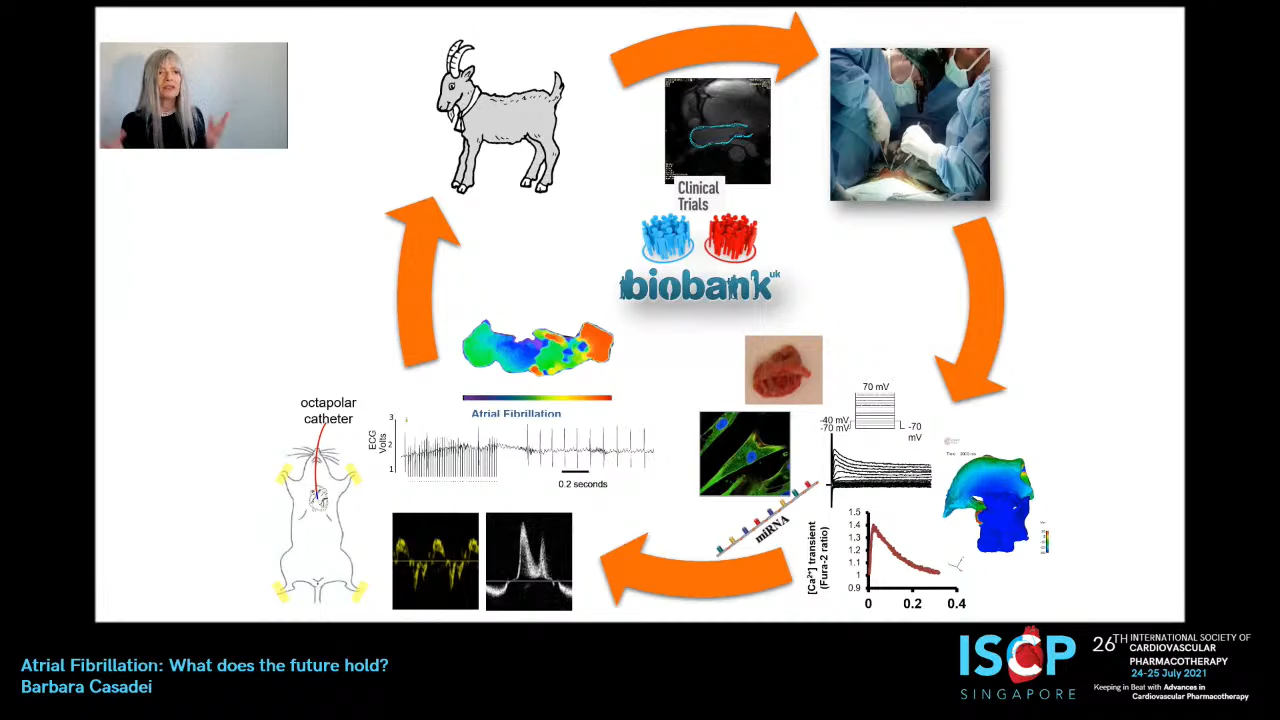 Clinical
Trials
biobank uk
octapolar
catheter
Atrial Fibrillation
ECG
Volts
3
2
1
0.2 seconds
70 mV
-40 mV
-70 mV
-70
mV
miRNA
[Ca2+] transient
(Fura-2 ratio)
1.5
1.4
1.3
1.2
1.1
1
0.9
0
0.2
0.4
Atrial Fibrillation: What does the future hold?
Barbara Casadei
ISCP
SINGAPORE
26TH INTERNATIONAL SOCIETY OF
CARDIOVASCULAR
PHARMACOTHERAPY
24-25 July 2021
Keeping in Beat with Advances in
Cardiovascular Pharmacotherapy